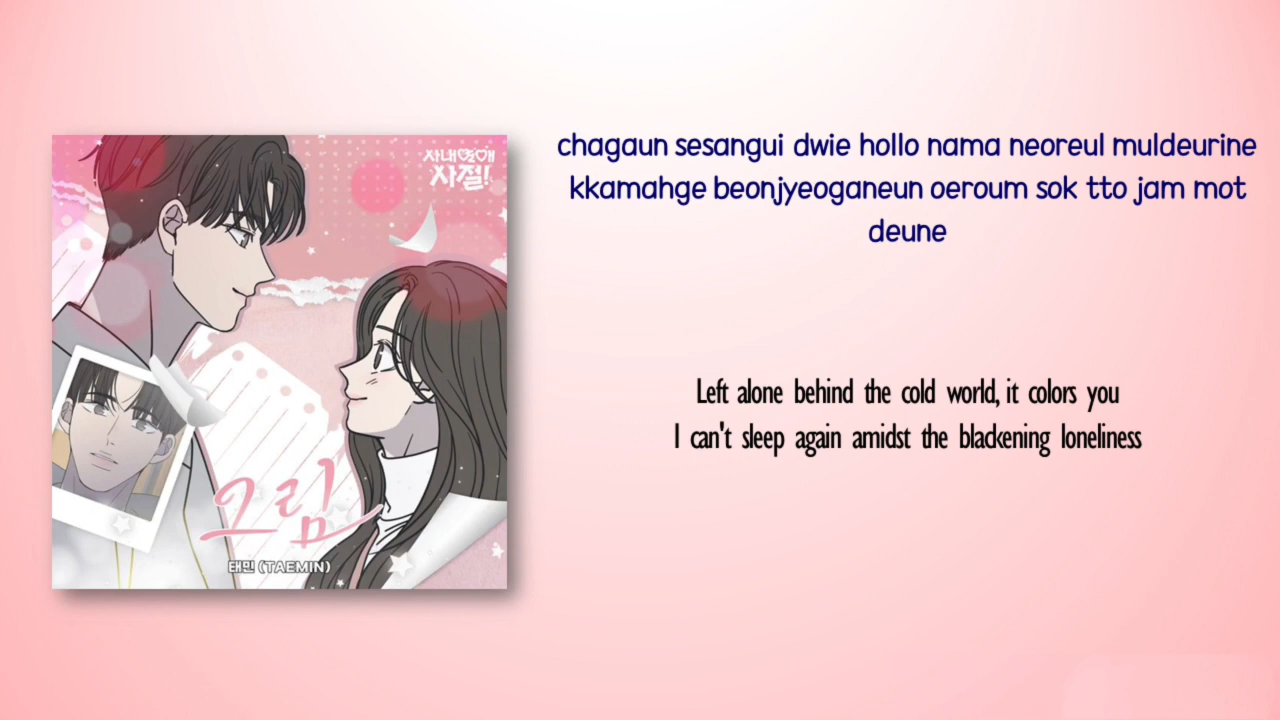 사내연애
사절!
그림
태민 (TAEMIN)
chagaun sesangui dwie hollo nama neoreul muldeurine
kkamahge beonjyeoganeun oeroum sok tto jam mot
deune
Left alone behind the cold world, it colors you
I can't sleep again amidst the blackening loneliness